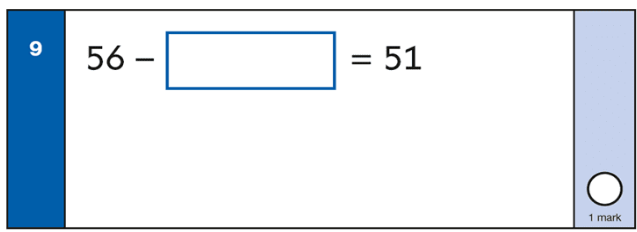 9
56 – = 51
1 mark